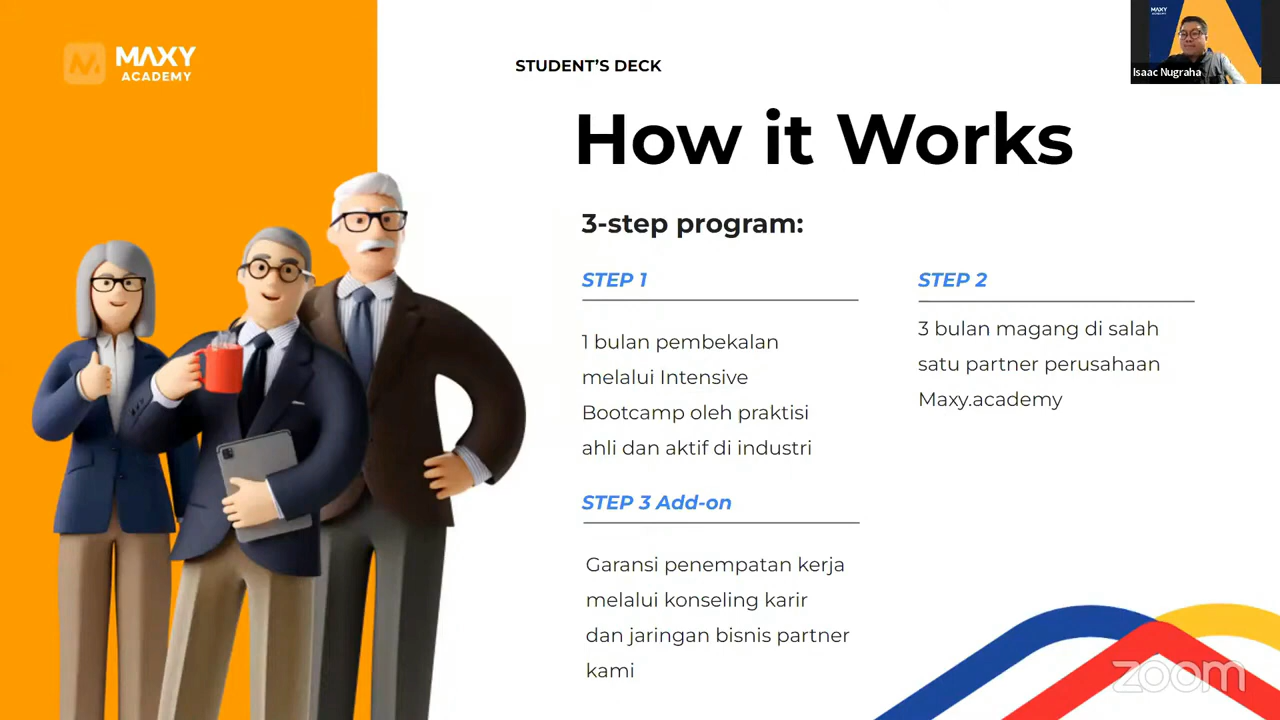 MAXY
ACADEMY
STUDENT'S DECK
MAXY
ACADEMY
Isaac Nugraha
How it Works
3-step program:
STEP 1
1 bulan pembekalan
melalui Intensive
Bootcamp oleh praktisi
ahli dan aktif di industri
STEP 2
3 bulan magang di salah
satu partner perusahaan
Maxy.academy
STEP 3 Add-on
Garansi penempatan kerja
melalui konseling karir
dan jaringan bisnis partner
kami
zoom